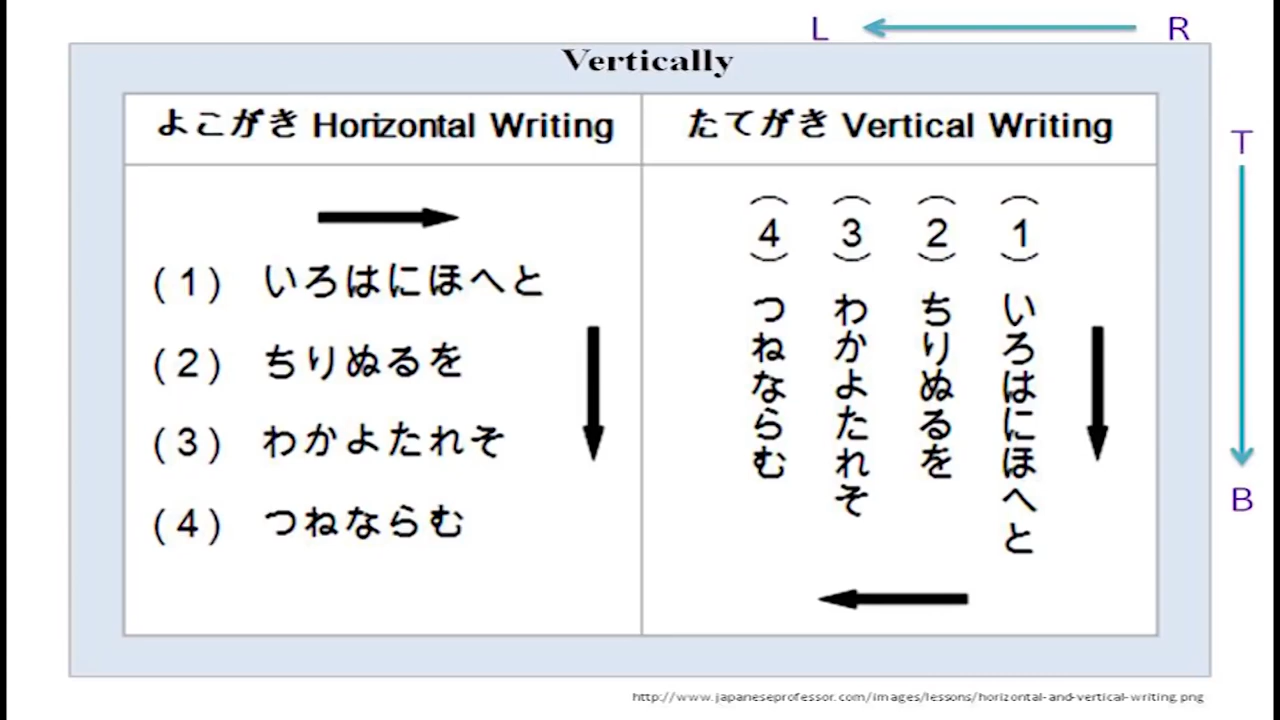 L R
Vertically
よこがき Horizontal Writing
たてがき Vertical Writing
(1) いろはにほへと
(2) ちりぬるを
(3) わかよたれそ
(4) つねならむ
(1) いろはにほへと
(2) ちりぬるを
(3) わかよたれそ
(4) つねならむ
T
B
http://www.japaneseprofessor.com/images/lessons/horizontal-and-vertical-writing.png